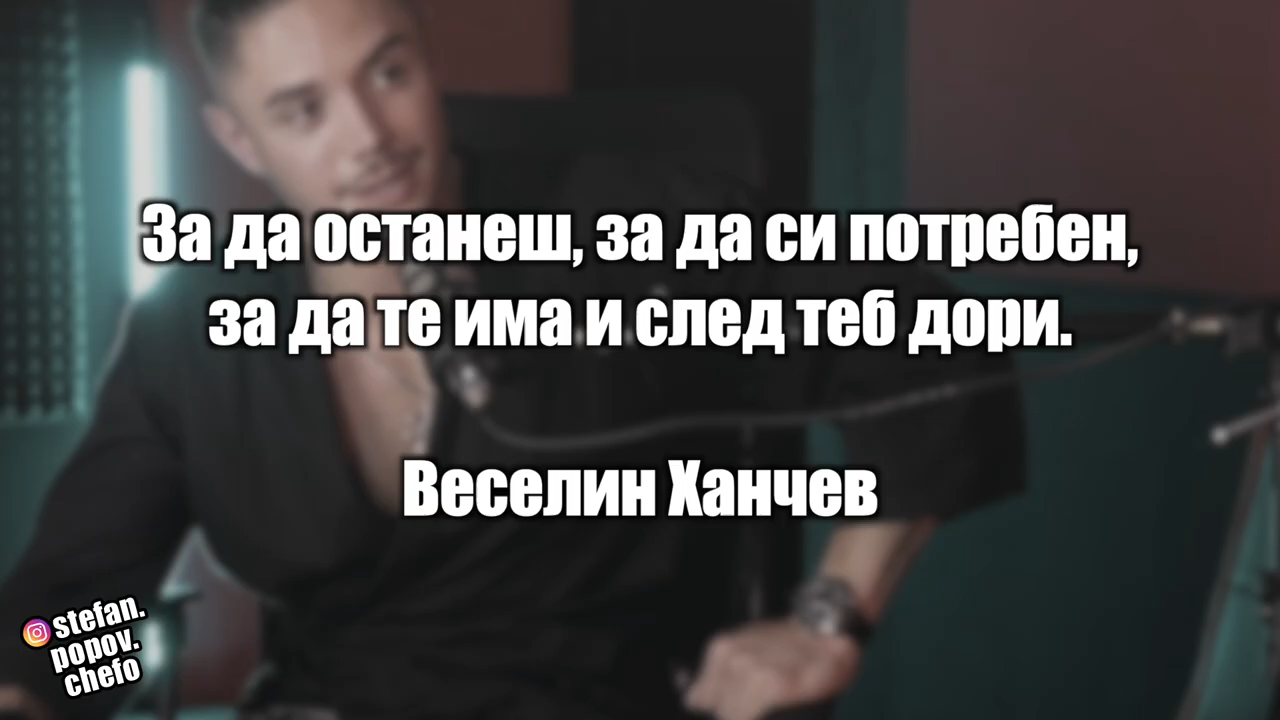 За да останеш, за да си потребен,
за да те има и след теб дори.
Веселин Ханчев
stefan.
popov.
chefo